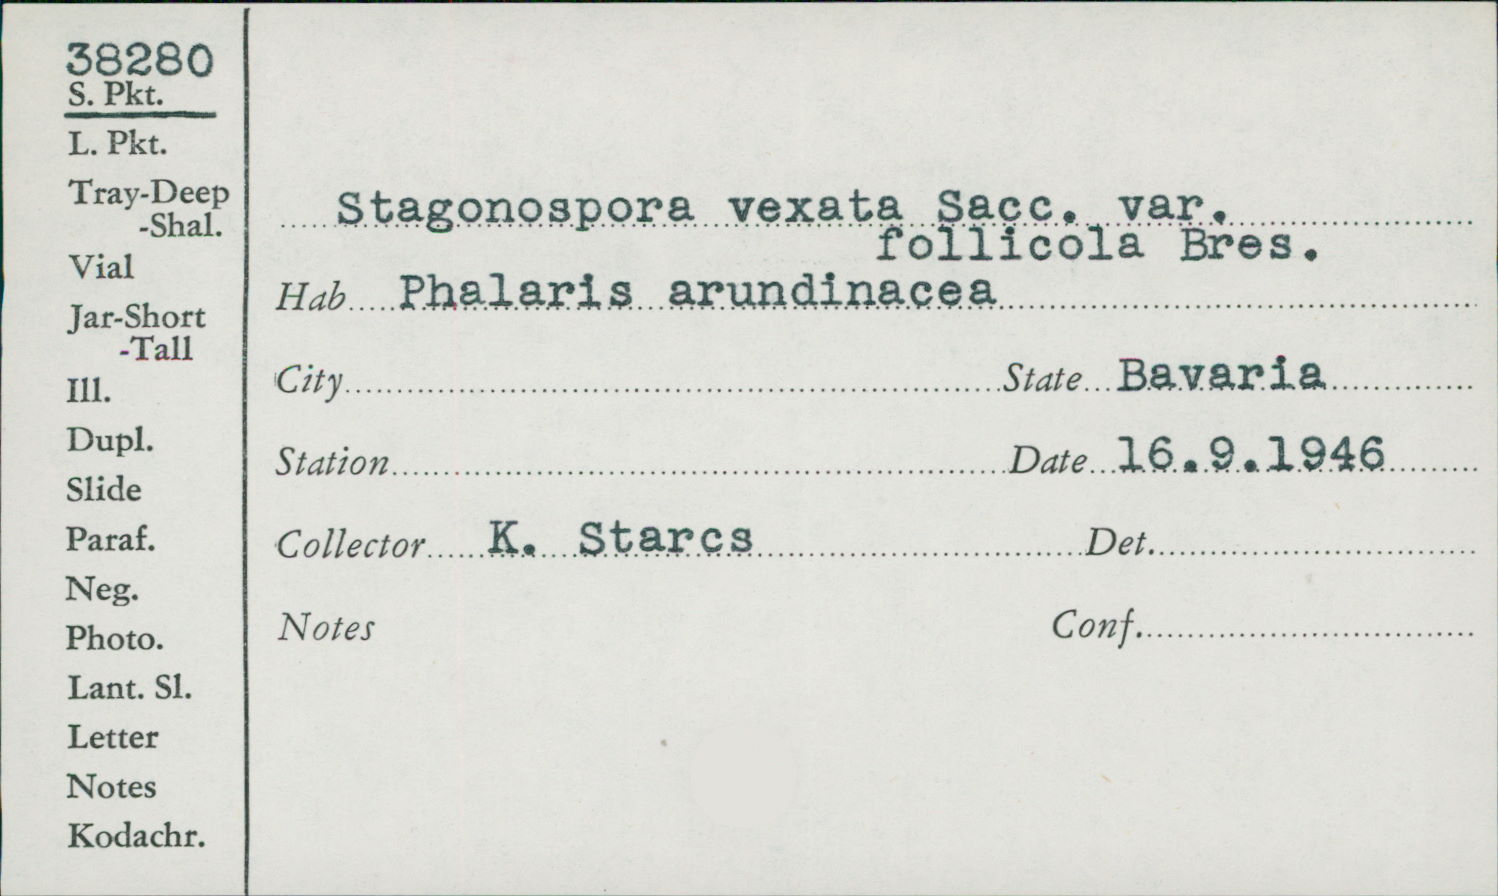 38280
S. Pkt.
L. Pkt.
Tray-Deep
-Shal.
Vial
Jar-Short
-Tall
Ill.
Dupl.
Slide
Paraf.
Neg.
Photo.
Lant. Sl.
Letter
Notes
Kodachr.
Stagonospora vexata Sacc. var.
follicola Bres.
Hab Phalaris arundinacea
City State Bavaria
Station Date 16.9.1946
Collector K. Starcs Det.
Notes Conf.